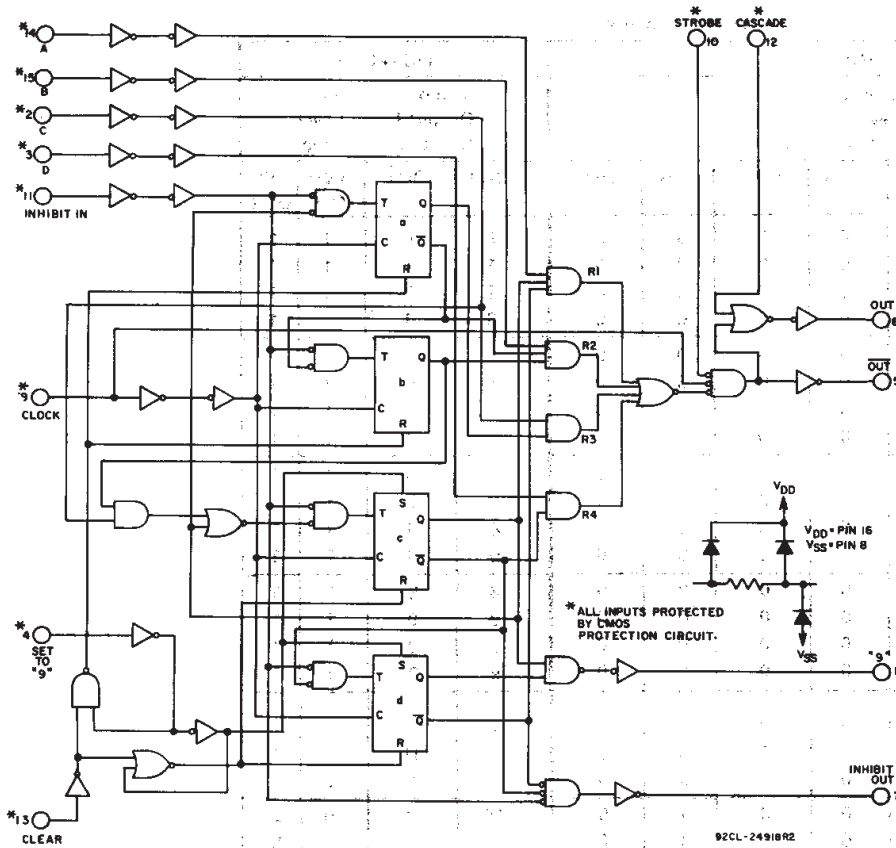 *14
A
*15
B
*2
C
*3
D
*11
INHIBIT IN
*
STROBE
10
*
CASCADE
12
T
Q
a
C
Q
R
R1
T
Q
b
C
R
R2
*
9
CLOCK
R3
OUT
6
OUT
S
T
Q
c
C
Q
R
R4
VDD
VDD = PIN 16
VSS = PIN 8
*ALL INPUTS PROTECTED
BY CMOS
PROTECTION CIRCUIT.
VSS
*
4
SET
TO
"9"
S
T
Q
d
C
Q
R
"9"
INHIBIT
OUT
*13
CLEAR
92CL-24918R2